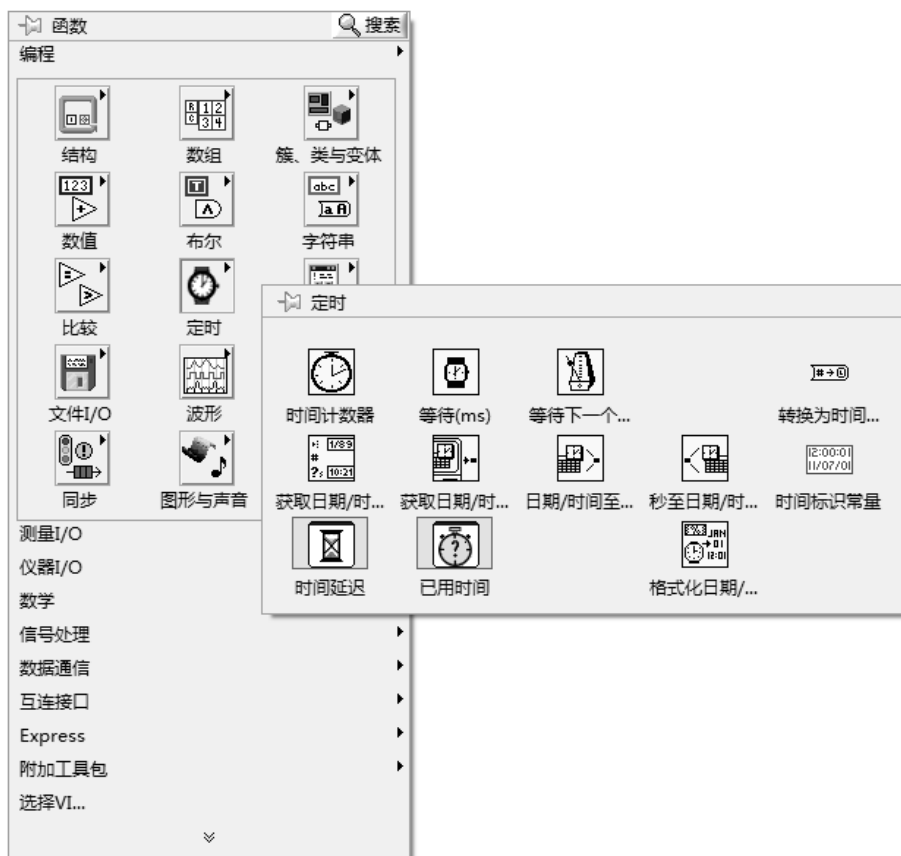 函数 搜索
编程
结构 数组 簇、类与变体
数值 布尔 字符串
比较 定时
文件I/O 波形
同步 图形与声音
测量I/O
仪器I/O
数学
信号处理
数据通信
互连接口
Express
附加工具包
选择VI...
定时
时间计数器 等待(ms) 等待下一个... 转换为时间...
获取日期/时... 获取日期/时... 日期/时间至... 秒至日期/时... 时间标识常量
时间延迟 已用时间 格式化日期/...